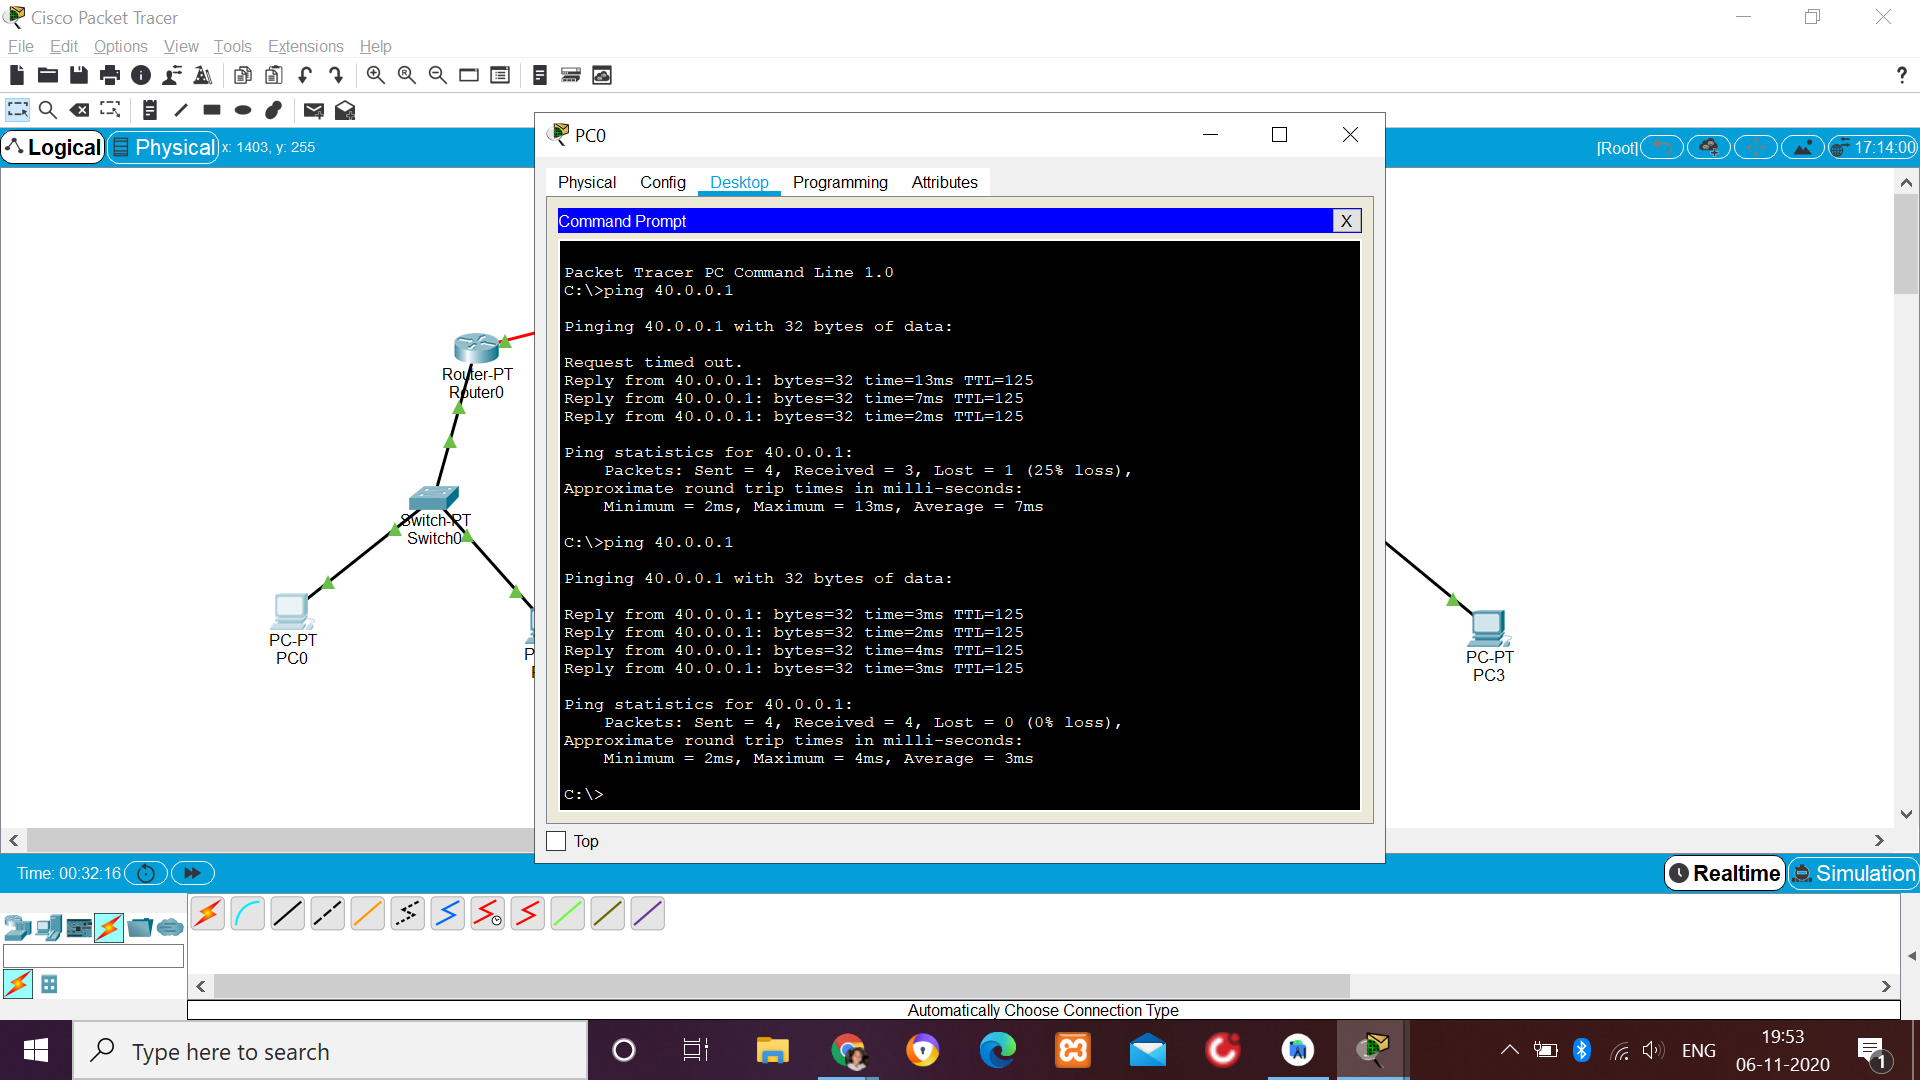 Cisco Packet Tracer
File Edit Options View Tools Extensions Help
?
Logical Physical x: 1403, y: 255
[Root] 17:14:00
PC0
Physical Config Desktop Programming Attributes
Command Prompt
X
Packet Tracer PC Command Line 1.0
C:\>ping 40.0.0.1
Pinging 40.0.0.1 with 32 bytes of data:
Request timed out.
Reply from 40.0.0.1: bytes=32 time=13ms TTL=125
Reply from 40.0.0.1: bytes=32 time=7ms TTL=125
Reply from 40.0.0.1: bytes=32 time=2ms TTL=125
Ping statistics for 40.0.0.1:
Packets: Sent = 4, Received = 3, Lost = 1 (25% loss),
Approximate round trip times in milli-seconds:
Minimum = 2ms, Maximum = 13ms, Average = 7ms
C:\>ping 40.0.0.1
Pinging 40.0.0.1 with 32 bytes of data:
Reply from 40.0.0.1: bytes=32 time=3ms TTL=125
Reply from 40.0.0.1: bytes=32 time=2ms TTL=125
Reply from 40.0.0.1: bytes=32 time=4ms TTL=125
Reply from 40.0.0.1: bytes=32 time=3ms TTL=125
Ping statistics for 40.0.0.1:
Packets: Sent = 4, Received = 4, Lost = 0 (0% loss),
Approximate round trip times in milli-seconds:
Minimum = 2ms, Maximum = 4ms, Average = 3ms
C:\>
Top
Router-PT
Router0
Switch-PT
Switch0
PC-PT
PC0
PC-PT
PC3
Time: 00:32:16
Realtime Simulation
Automatically Choose Connection Type
Type here to search
ENG
19:53
06-11-2020
1